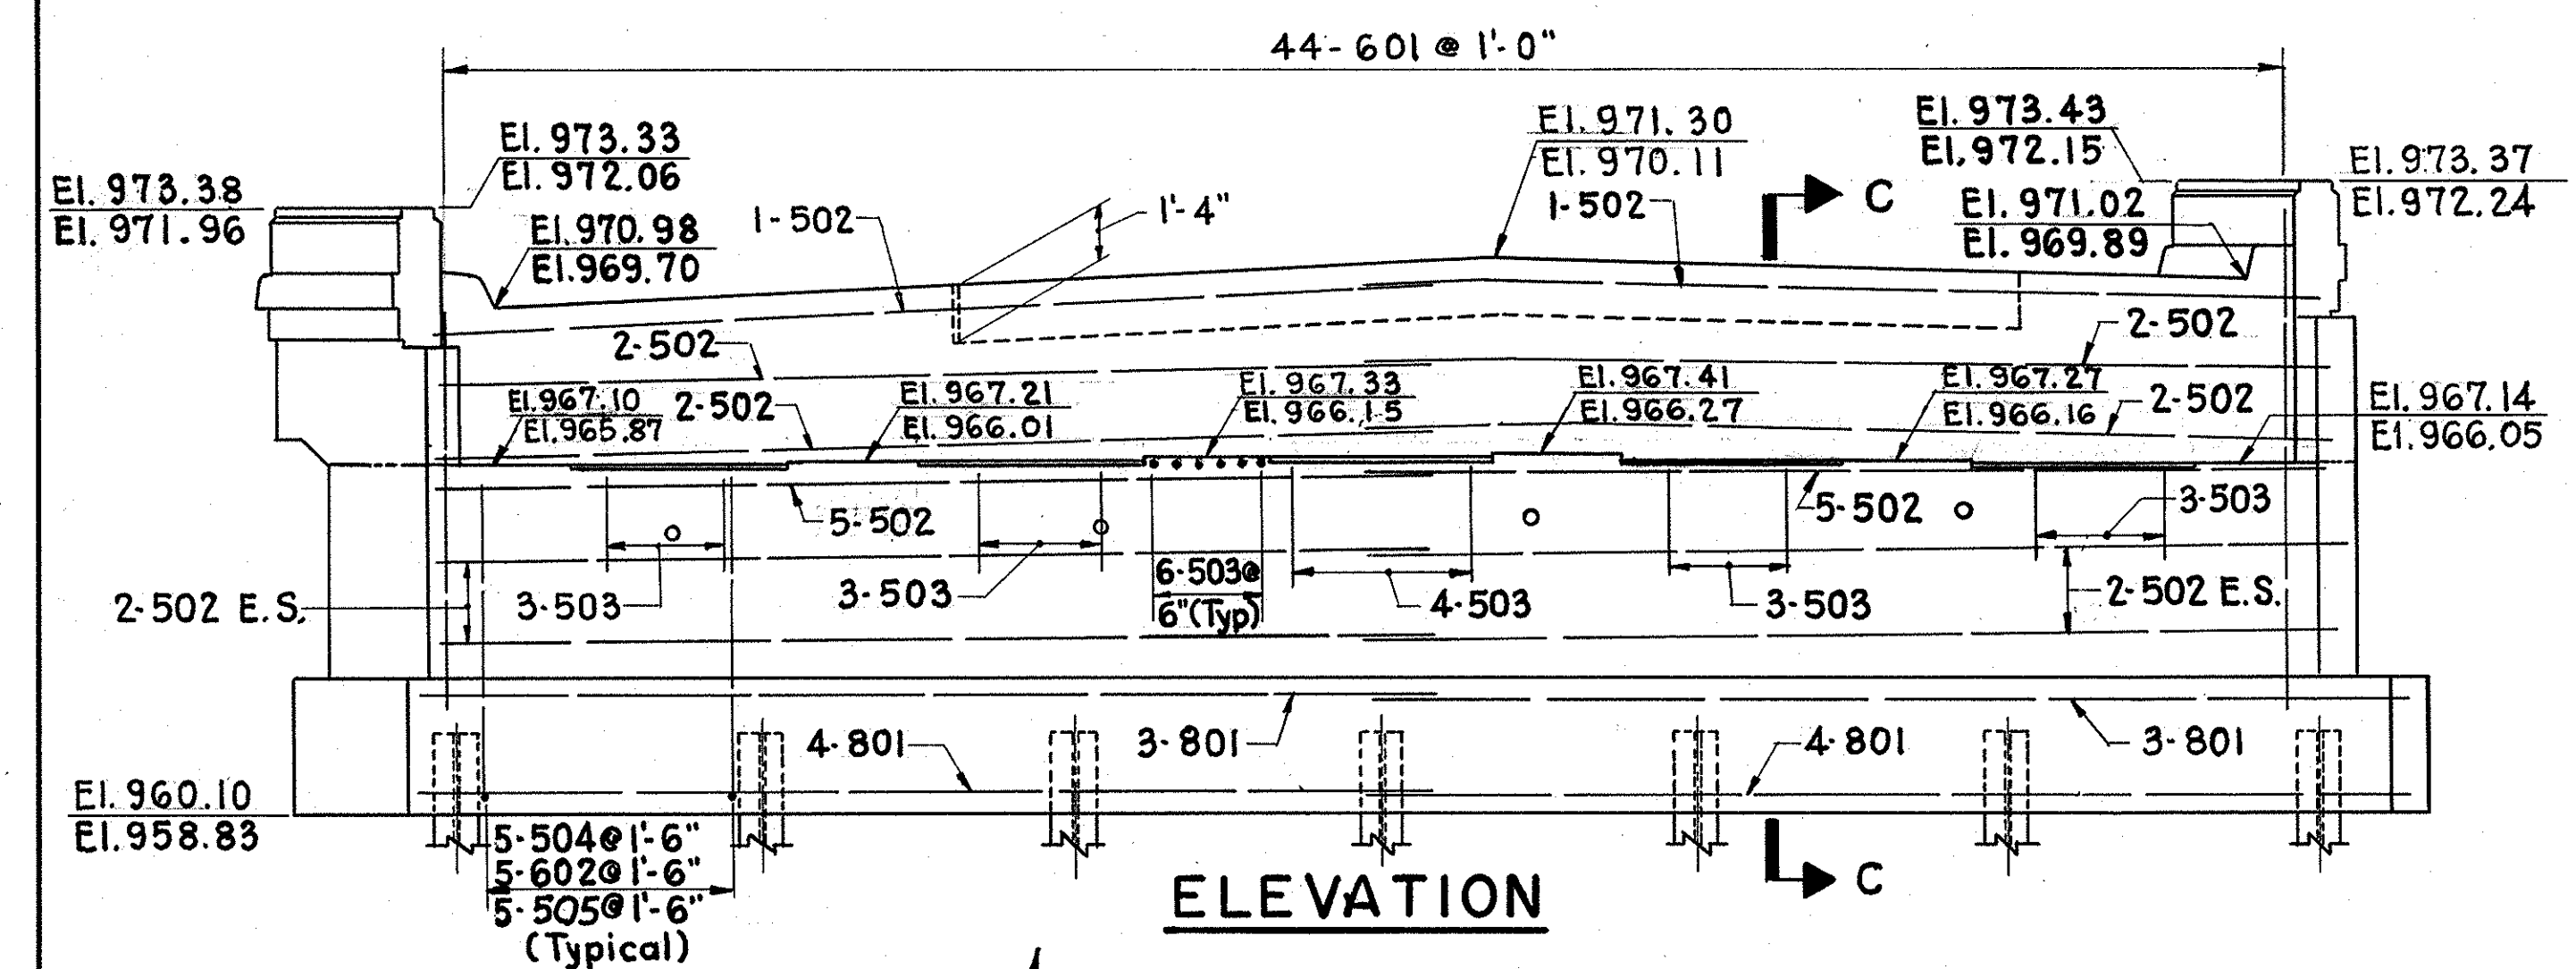 44-601 @ 1'-0"
El. 973.33
El. 972.06
El. 971.30
El. 970.11
El. 973.43
El. 972.15
El. 973.38
El. 971.96
El. 973.37
El. 972.24
El. 970.98
El. 969.70
1-502
1'-4"
1-502
C
El. 971.02
El. 969.89
2-502
2-502
El. 967.10
El. 965.87
2-502
El. 967.21
El. 966.01
El. 967.33
El. 966.15
El. 967.41
El. 966.27
El. 967.27
El. 966.16
2-502
El. 967.14
El. 966.05
5-502
5-502
3-503
2-502 E.S.
3-503
3-503
6-503@
6"(Typ)
4-503
3-503
2-502 E.S.
4-801
3-801
4-801
3-801
El. 960.10
El. 958.83
5-504@1'-6"
5-602@1'-6"
5-505@1'-6"
(Typical)
C
ELEVATION